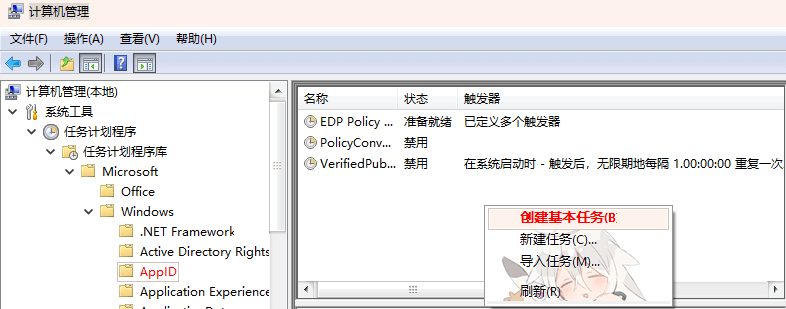 计算机管理
文件(F) 操作(A) 查看(V) 帮助(H)
计算机管理(本地)
系统工具
任务计划程序
任务计划程序库
Microsoft
Office
Windows
.NET Framework
Active Directory Rights
AppID
Application Experience
名称 状态 触发器
EDP Policy ... 准备就绪 已定义多个触发器
PolicyConv... 禁用
VerifiedPub... 禁用 在系统启动时 - 触发后，无限期地每隔 1.00:00:00 重复一次
创建基本任务(B
新建任务(C)...
导入任务(M)...
刷新(R)